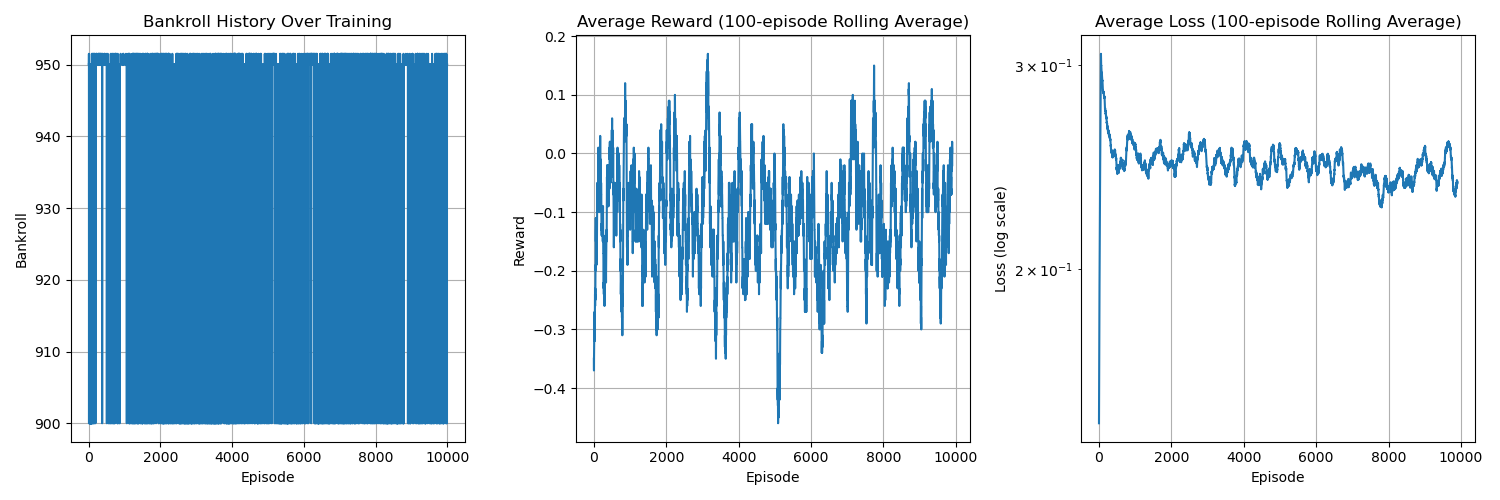 Bankroll History Over Training
Bankroll
950
940
930
920
910
900
0 2000 4000 6000 8000 10000
Episode
Average Reward (100-episode Rolling Average)
Reward
0.2
0.1
0.0
−0.1
−0.2
−0.3
−0.4
0 2000 4000 6000 8000 10000
Episode
Average Loss (100-episode Rolling Average)
Loss (log scale)
3 × 10⁻¹
2 × 10⁻¹
0 2000 4000 6000 8000 10000
Episode